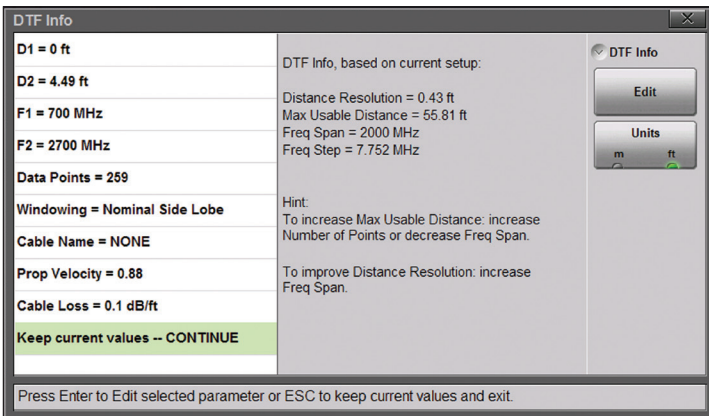 DTF Info
D1 = 0 ft
D2 = 4.49 ft
F1 = 700 MHz
F2 = 2700 MHz
Data Points = 259
Windowing = Nominal Side Lobe
Cable Name = NONE
Prop Velocity = 0.88
Cable Loss = 0.1 dB/ft
Keep current values -- CONTINUE
DTF Info, based on current setup:
Distance Resolution = 0.43 ft
Max Usable Distance = 55.81 ft
Freq Span = 2000 MHz
Freq Step = 7.752 MHz
Hint:
To increase Max Usable Distance: increase
Number of Points or decrease Freq Span.
To improve Distance Resolution: increase
Freq Span.
DTF Info
Edit
Units
m ft
Press Enter to Edit selected parameter or ESC to keep current values and exit.